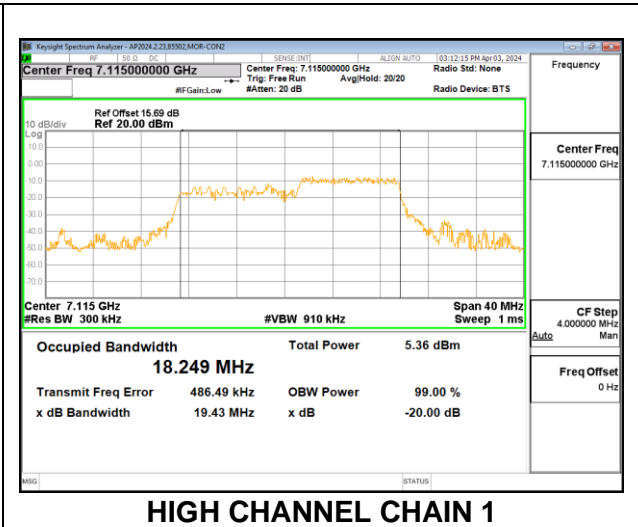 Keysight Spectrum Analyzer - AP2024.2.23,85502,MOR-CON2
RF 50 Ω DC SENSE:INT ALIGN AUTO 03:12:15 PM Apr 03, 2024
Center Freq 7.115000000 GHz
Center Freq: 7.115000000 GHz
Radio Std: None
Trig: Free Run Avg|Hold: 20/20
#IFGain:Low #Atten: 20 dB Radio Device: BTS
Frequency
Ref Offset 15.69 dB
10 dB/div Ref 20.00 dBm
Log
10.0
0.00
-10.0
-20.0
-30.0
-40.0
-50.0
-60.0
-70.0
Center 7.115 GHz Span 40 MHz
#Res BW 300 kHz #VBW 910 kHz Sweep 1 ms
Occupied Bandwidth Total Power 5.36 dBm
18.249 MHz
Transmit Freq Error 486.49 kHz OBW Power 99.00 %
x dB Bandwidth 19.43 MHz x dB -20.00 dB
Center Freq
7.115000000 GHz
CF Step
4.000000 MHz
Auto Man
Freq Offset
0 Hz
MSG STATUS
HIGH CHANNEL CHAIN 1